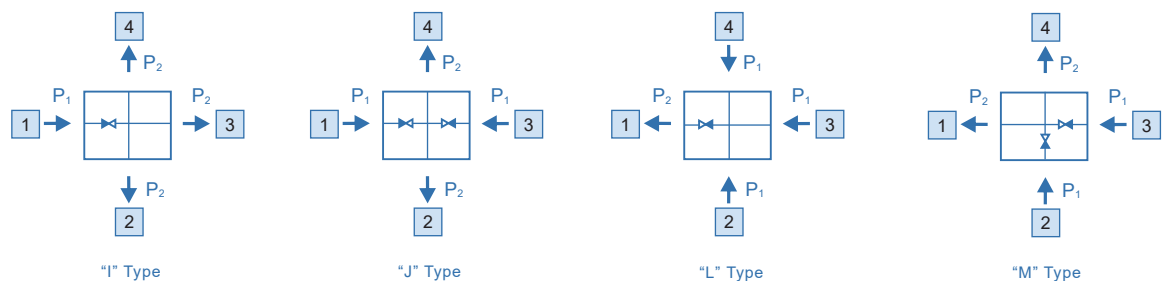 4 4 4 4
P₂ P₂ P₁ P₂
P₁ P₂ P₁ P₁ P₂ P₁ P₂ P₁
1 3 1 3 1 3 1 3
P₂ P₂ P₁ P₁
2 2 2 2
“I” Type “J” Type “L” Type “M” Type